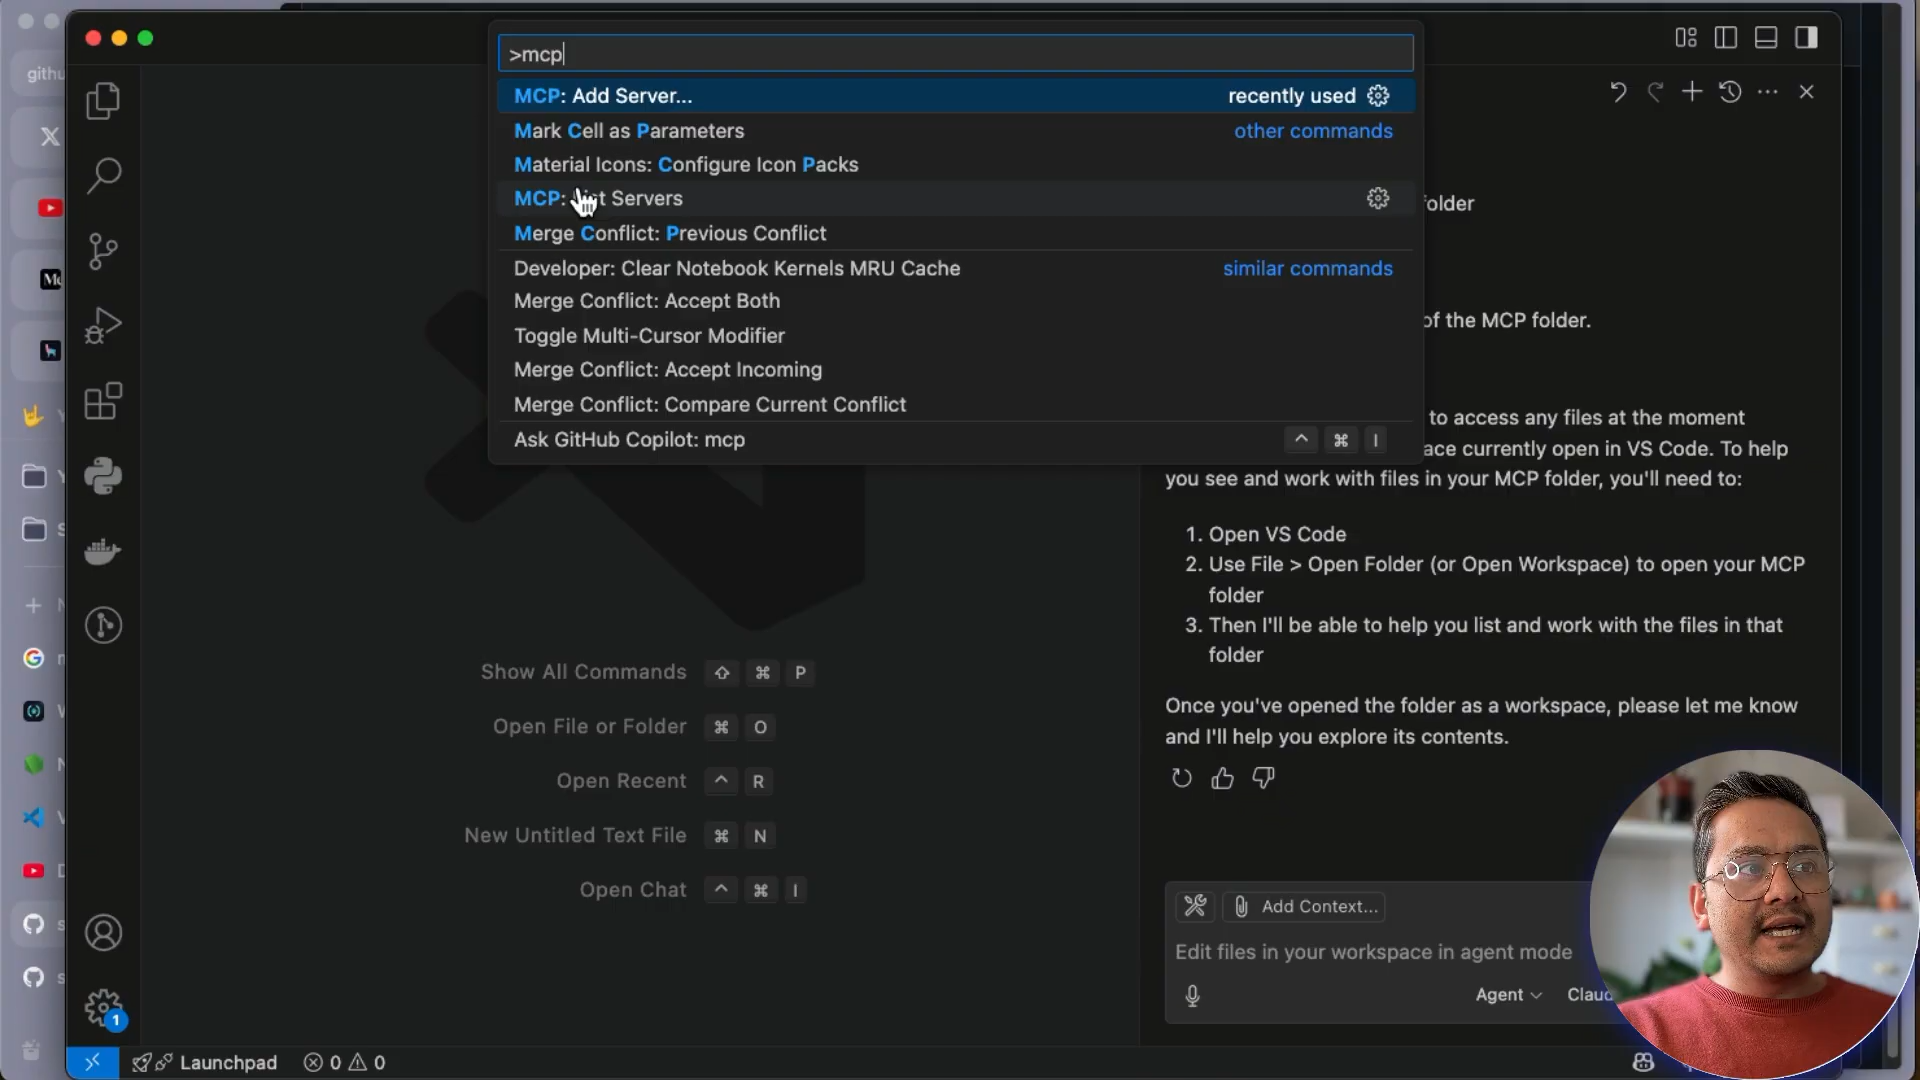 githu
>mcp
MCP: Add Server...
recently used
Mark Cell as Parameters
other commands
Material Icons: Configure Icon Packs
MCP: Servers
Merge Conflict: Previous Conflict
Developer: Clear Notebook Kernels MRU Cache
similar commands
Merge Conflict: Accept Both
Toggle Multi-Cursor Modifier
Merge Conflict: Accept Incoming
Merge Conflict: Compare Current Conflict
Ask GitHub Copilot: mcp
^ ⌘ I
older
of the MCP folder.
to access any files at the moment
ace currently open in VS Code. To help
you see and work with files in your MCP folder, you'll need to:
1. Open VS Code
2. Use File > Open Folder (or Open Workspace) to open your MCP
folder
3. Then I'll be able to help you list and work with the files in that
folder
Once you've opened the folder as a workspace, please let me know
and I'll help you explore its contents.
Show All Commands ⇧ ⌘ P
Open File or Folder ⌘ O
Open Recent ^ R
New Untitled Text File ⌘ N
Open Chat ^ ⌘ I
Add Context...
Edit files in your workspace in agent mode
Agent
Claud
1
Launchpad
0
0